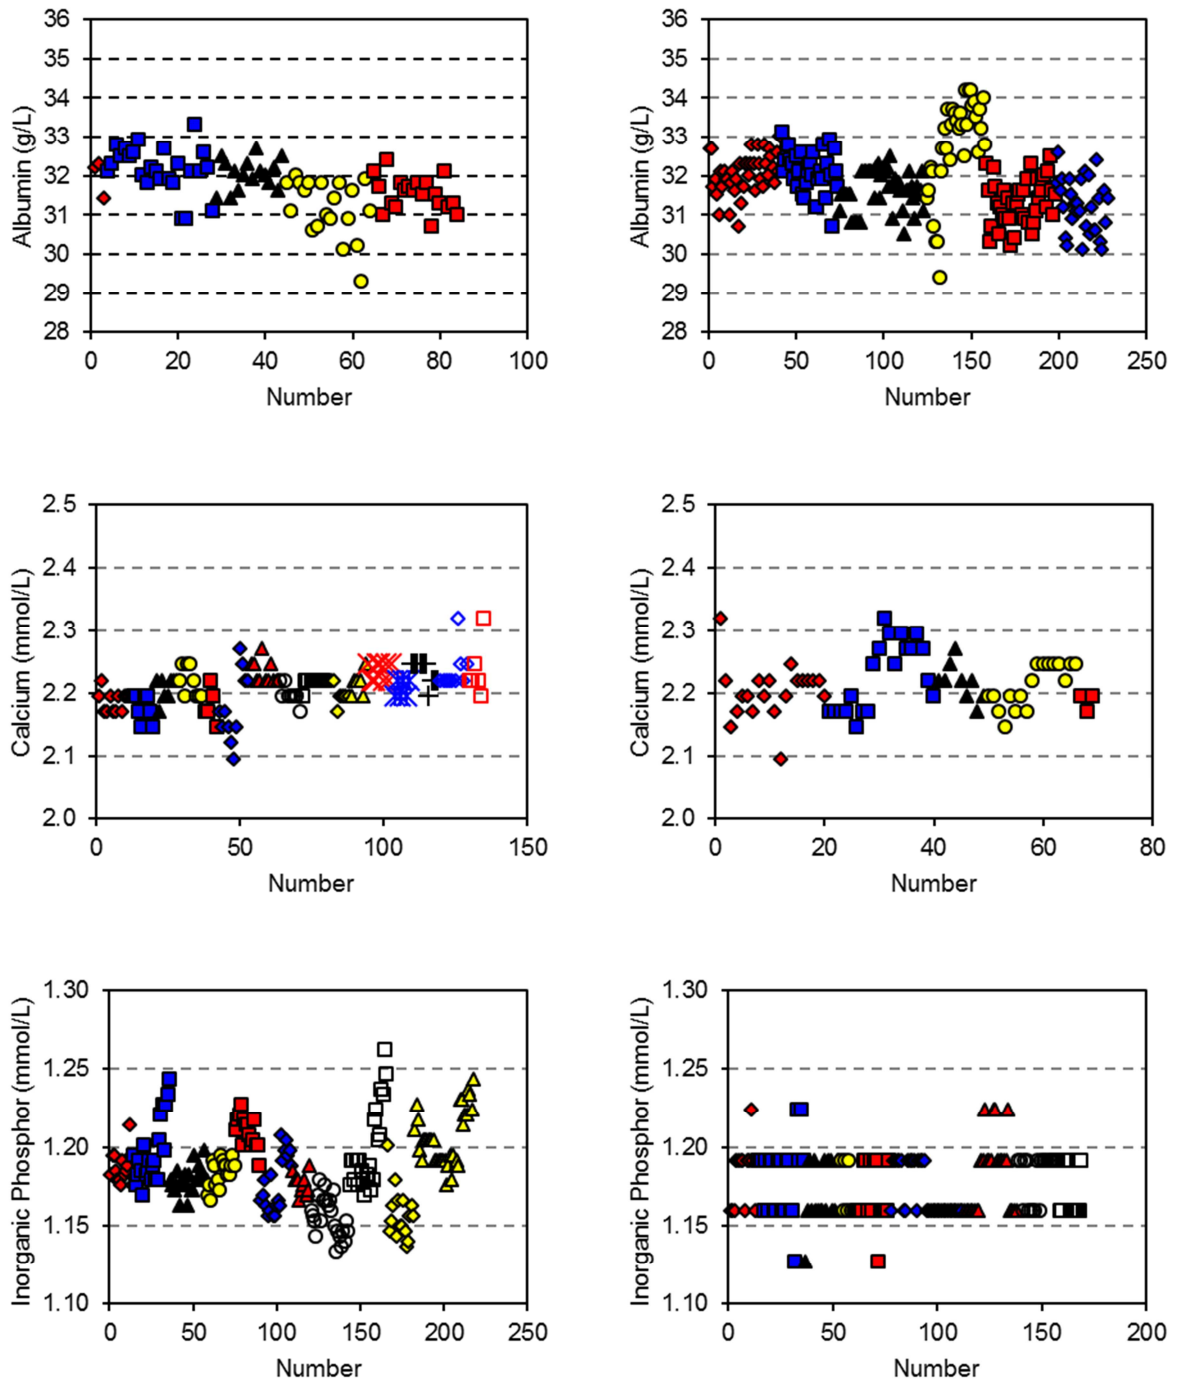 36
35
34
33
32
31
30
29
28
Albumin (g/L)
0 20 40 60 80 100
Number
36
35
34
33
32
31
30
29
28
Albumin (g/L)
0 50 100 150 200 250
Number
2.5
2.4
2.3
2.2
2.1
2.0
Calcium (mmol/L)
0 50 100 150
Number
2.5
2.4
2.3
2.2
2.1
2.0
Calcium (mmol/L)
0 20 40 60 80
Number
1.30
1.25
1.20
1.15
1.10
Inorganic Phosphor (mmol/L)
0 50 100 150 200 250
Number
1.30
1.25
1.20
1.15
1.10
Inorganic Phosphor (mmol/L)
0 50 100 150 200
Number